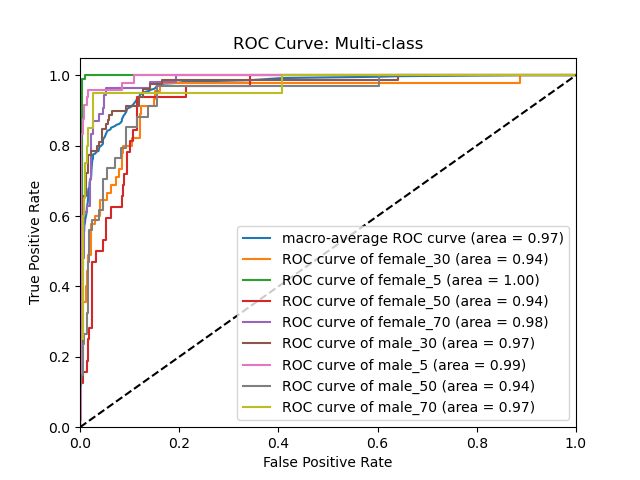 ROC Curve: Multi-class
True Positive Rate
1.0
0.8
0.6
0.4
0.2
0.0
macro-average ROC curve (area = 0.97)
ROC curve of female_30 (area = 0.94)
ROC curve of female_5 (area = 1.00)
ROC curve of female_50 (area = 0.94)
ROC curve of female_70 (area = 0.98)
ROC curve of male_30 (area = 0.97)
ROC curve of male_5 (area = 0.99)
ROC curve of male_50 (area = 0.94)
ROC curve of male_70 (area = 0.97)
0.0 0.2 0.4 0.6 0.8 1.0
False Positive Rate